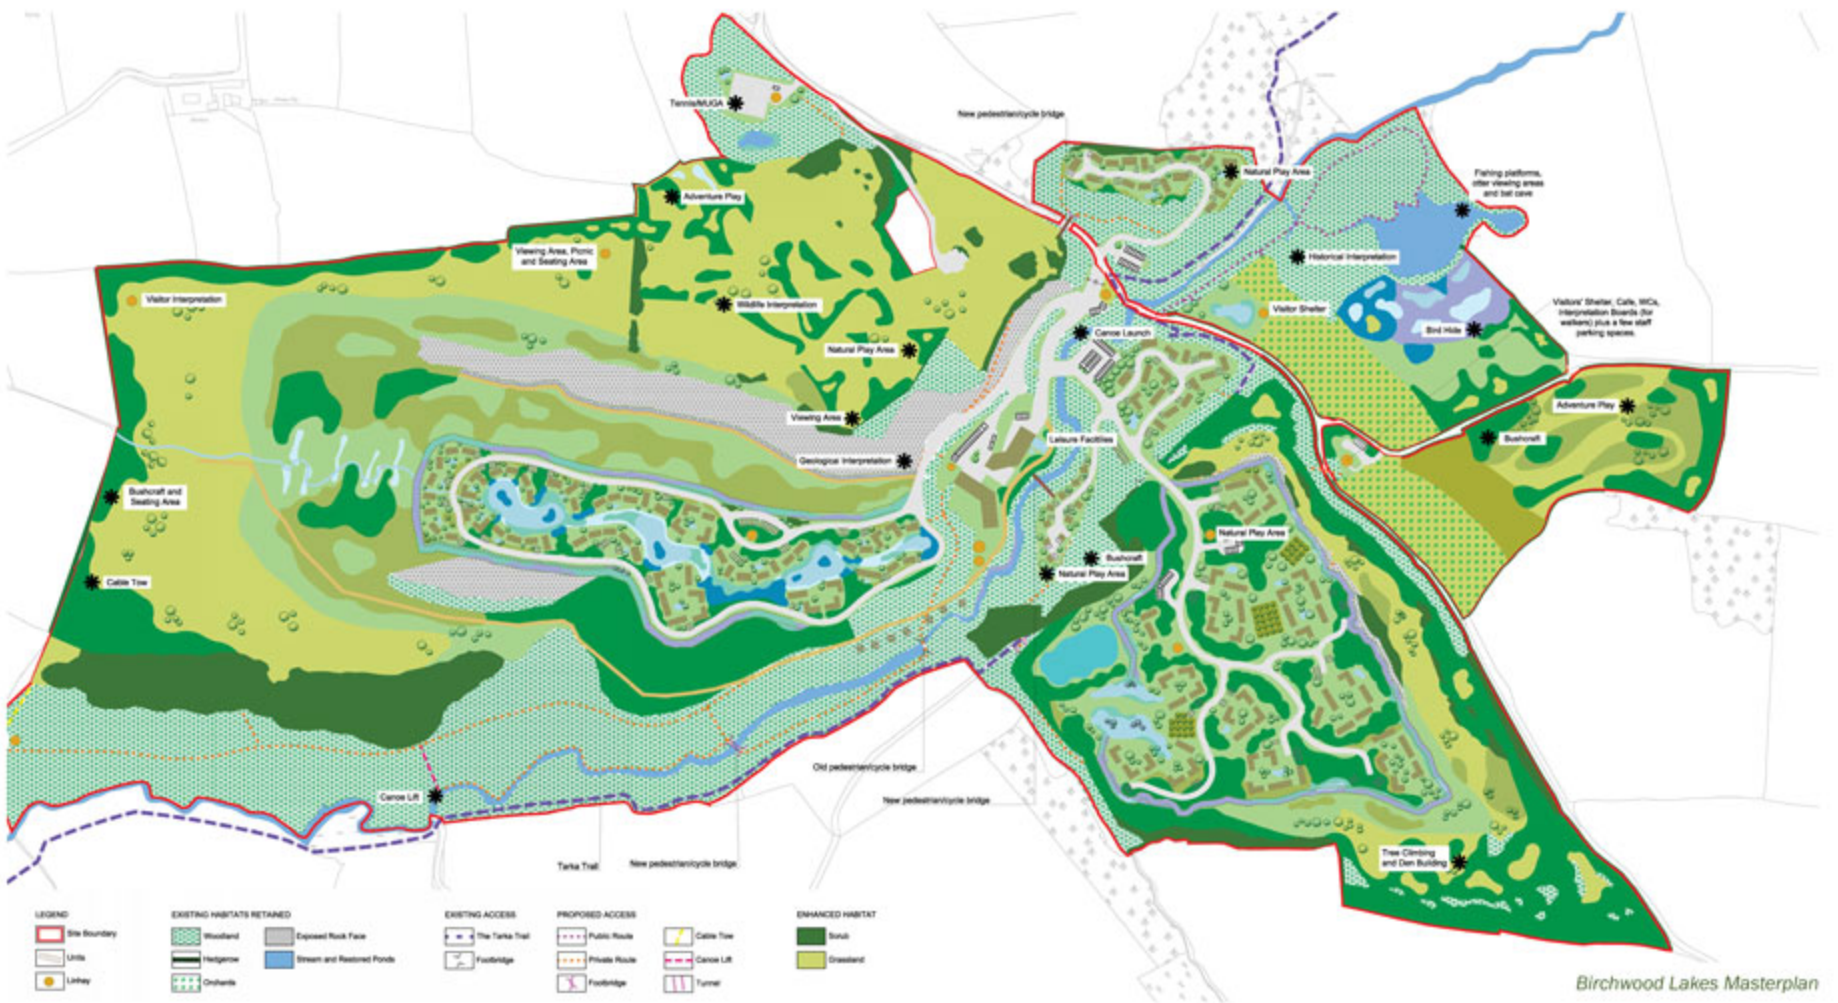 Tennis/MUGA
New pedestrian/cycle bridge
Natural Play Area
Fishing platforms,
otter viewing areas
and bat cave
Adventure Play
Viewing Area, Picnic
and Seating Area
Historical Interpretation
Visitor Interpretation
Wildlife Interpretation
Visitor Shelter
Visitors' Shelter, Cafe, WCs,
Interpretation Boards (for
walkers) plus a few staff
parking spaces.
Bird Hide
Canoe Launch
Natural Play Area
Adventure Play
Viewing Area
Leisure Facilities
Bushcraft
Geological Interpretation
Bushcraft and
Seating Area
Natural Play Area
Bushcraft
Natural Play Area
Cable Tow
Old pedestrian/cycle bridge
Canoe Lift
New pedestrian/cycle bridge
Tarka Trail
New pedestrian/cycle bridge
Tree Climbing
and Den Building
LEGEND
Site Boundary
Units
Linhay
EXISTING HABITATS RETAINED
Woodland
Hedgerow
Orchards
Exposed Rock Face
Stream and Restored Ponds
EXISTING ACCESS
The Tarka Trail
Footbridge
PROPOSED ACCESS
Public Route
Private Route
Footbridge
Cable Tow
Canoe Lift
Tunnel
ENHANCED HABITAT
Scrub
Grassland
Birchwood Lakes Masterplan